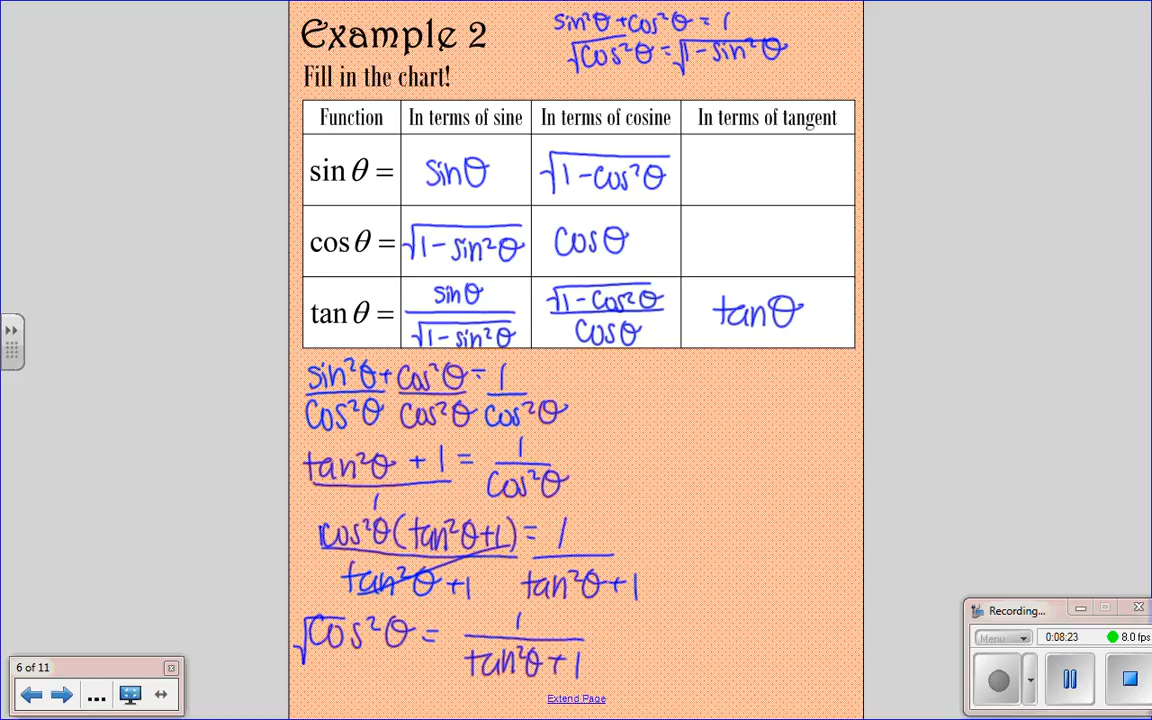 Example 2
sin²θ + cos²θ = 1
√cos²θ = √1 - sin²θ
Fill in the chart!
Function In terms of sine In terms of cosine In terms of tangent
sin θ = sinθ √1 - cos²θ
cos θ = √1 - sin²θ cosθ
tan θ = sinθ / √1 - sin²θ √1 - cos²θ / cosθ tanθ
sin²θ / cos²θ + cos²θ / cos²θ = 1 / cos²θ
tan²θ + 1 / 1 = 1 / cos²θ
cos²θ(tan²θ + 1) / tan²θ + 1 = 1 / tan²θ + 1
√cos²θ = 1 / tan²θ + 1
Extend Page
6 of 11
...
Recording...
Menu
0:08:23
8.0 fps